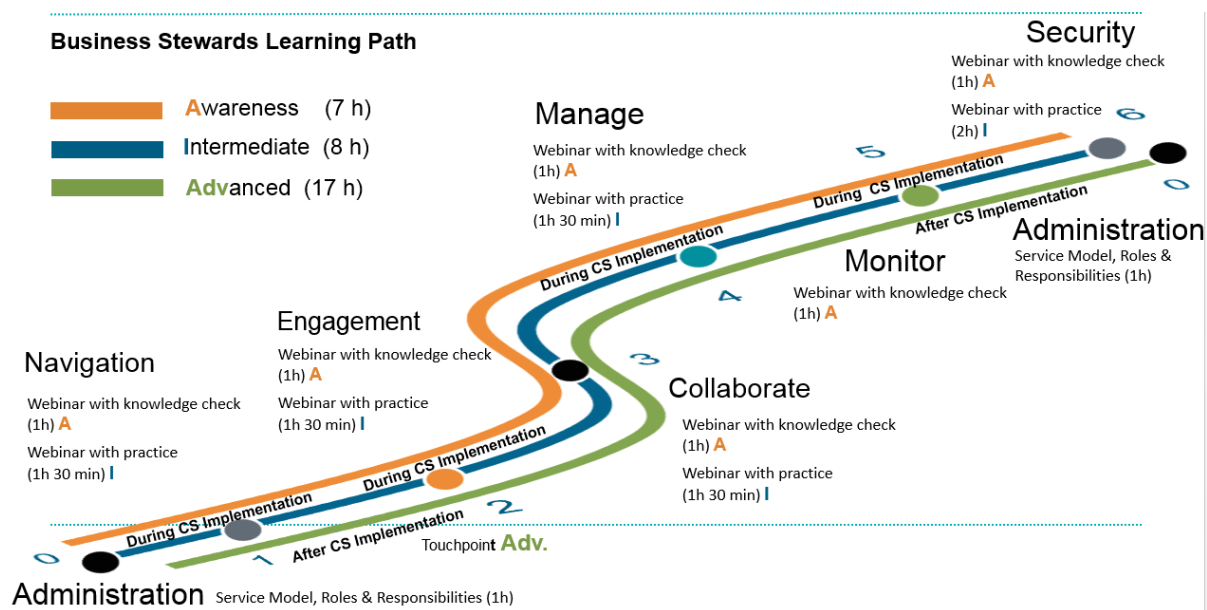 Business Stewards Learning Path
Awareness (7 h)
Intermediate (8 h)
Advanced (17 h)
Security
Webinar with knowledge check
(1h) A
Webinar with practice
(2h) I
Manage
Webinar with knowledge check
(1h) A
Webinar with practice
(1h 30 min) I
6
5
During CS Implementation
After CS Implementation
0
Administration
Service Model, Roles &
Responsibilities (1h)
During CS Implementation
Monitor
Webinar with knowledge check
(1h) A
4
Engagement
Webinar with knowledge check
(1h) A
Webinar with practice
(1h 30 min) I
3
Navigation
Webinar with knowledge check
(1h) A
Webinar with practice
(1h 30 min) I
Collaborate
Webinar with knowledge check
(1h) A
Webinar with practice
(1h 30 min) I
During CS Implementation
During CS Implementation
2
After CS Implementation
Touchpoint Adv.
0
1
Administration
Service Model, Roles & Responsibilities (1h)